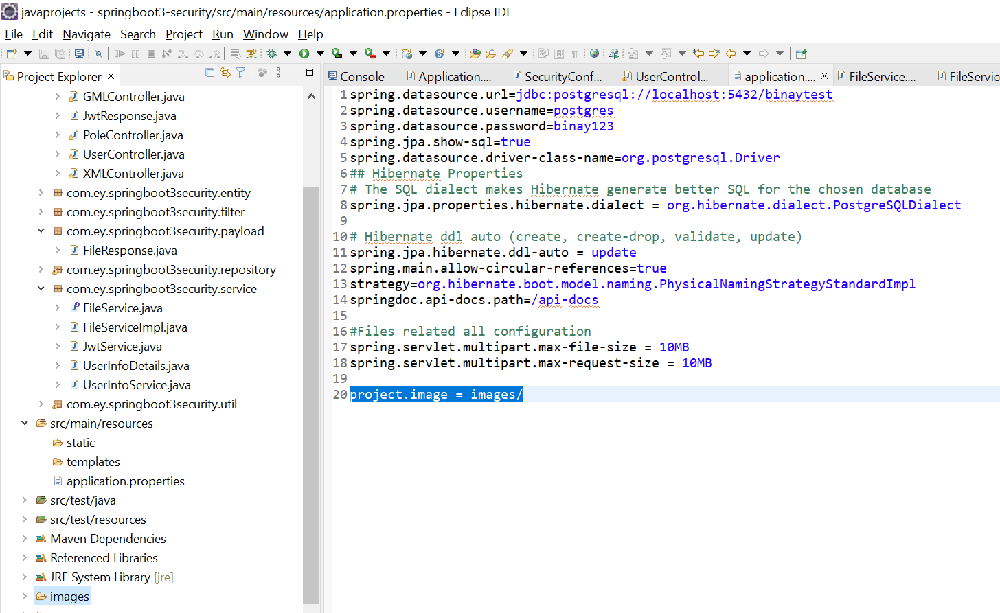 javaprojects - springboot3-security/src/main/resources/application.properties - Eclipse IDE
File Edit Navigate Search Project Run Window Help
Project Explorer
GMLController.java
JwtResponse.java
PoleController.java
UserController.java
XMLController.java
com.ey.springboot3security.entity
com.ey.springboot3security.filter
com.ey.springboot3security.payload
FileResponse.java
com.ey.springboot3security.repository
com.ey.springboot3security.service
FileService.java
FileServiceImpl.java
JwtService.java
UserInfoDetails.java
UserInfoService.java
com.ey.springboot3security.util
src/main/resources
static
templates
application.properties
src/test/java
src/test/resources
Maven Dependencies
Referenced Libraries
JRE System Library [jre]
images
Console Application.... SecurityConf... UserControl... application.... FileService.... FileServic
1 spring.datasource.url=jdbc:postgresql://localhost:5432/binaytest
2 spring.datasource.username=postgres
3 spring.datasource.password=binay123
4 spring.jpa.show-sql=true
5 spring.datasource.driver-class-name=org.postgresql.Driver
6 ## Hibernate Properties
7 # The SQL dialect makes Hibernate generate better SQL for the chosen database
8 spring.jpa.properties.hibernate.dialect = org.hibernate.dialect.PostgreSQLDialect
9
10 # Hibernate ddl auto (create, create-drop, validate, update)
11 spring.jpa.hibernate.ddl-auto = update
12 spring.main.allow-circular-references=true
13 strategy=org.hibernate.boot.model.naming.PhysicalNamingStrategyStandardImpl
14 springdoc.api-docs.path=/api-docs
15
16 #Files related all configuration
17 spring.servlet.multipart.max-file-size = 10MB
18 spring.servlet.multipart.max-request-size = 10MB
19
20 project.image = images/